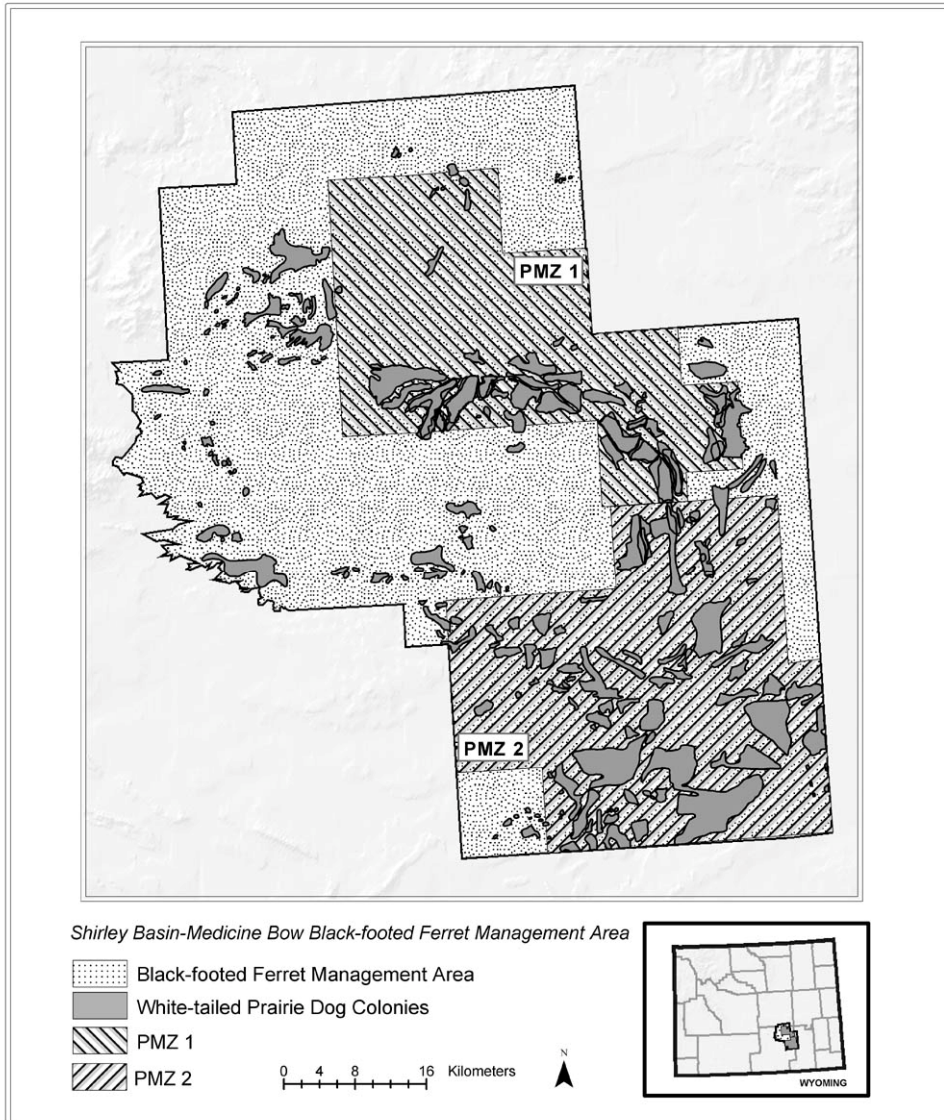 PMZ 1
PMZ 2
Shirley Basin-Medicine Bow Black-footed Ferret Management Area
Black-footed Ferret Management Area
White-tailed Prairie Dog Colonies
PMZ 1
PMZ 2
0 4 8 16 Kilometers
N
WYOMING